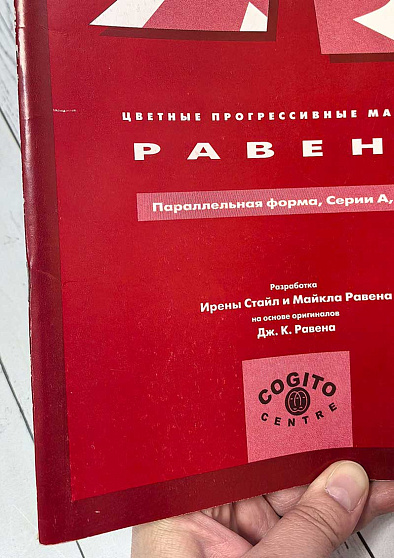 ЦВЕТНЫЕ ПРОГРЕССИВНЫЕ МА
РАВЕН
Параллельная форма, Серии А,
Разработка
Ирены Стайл и Майкла Равена
на основе оригиналов
Дж. К. Равена
COGITO
CENTRE